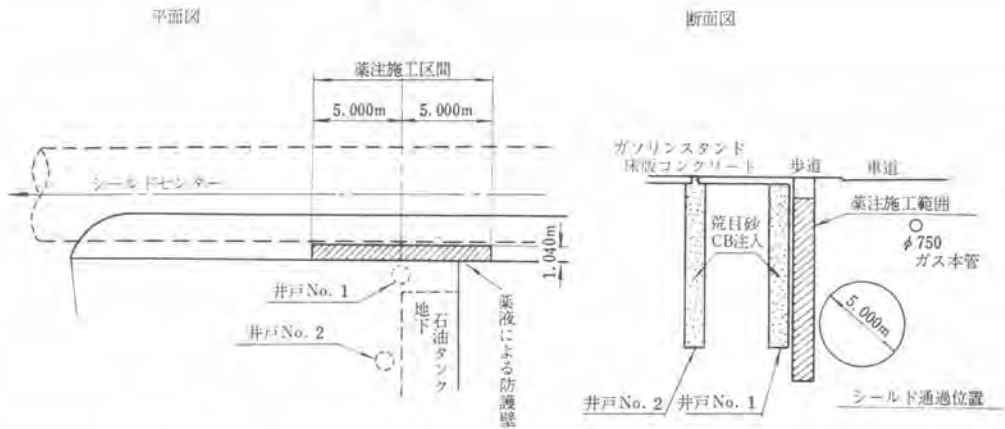 平面図
薬注施工区間
5.000m
5.000m
シールドセンター
1.040m
井戸No. 1
井戸No. 2
地下
石油タンク
薬液による防護壁
断面図
ガソリンスタンド
床版コンクリート
歩道
車道
薬注施工範囲
荒目砂
CB注入
φ750
ガス本管
5.000m
井戸No. 2
井戸No. 1
シールド通過位置